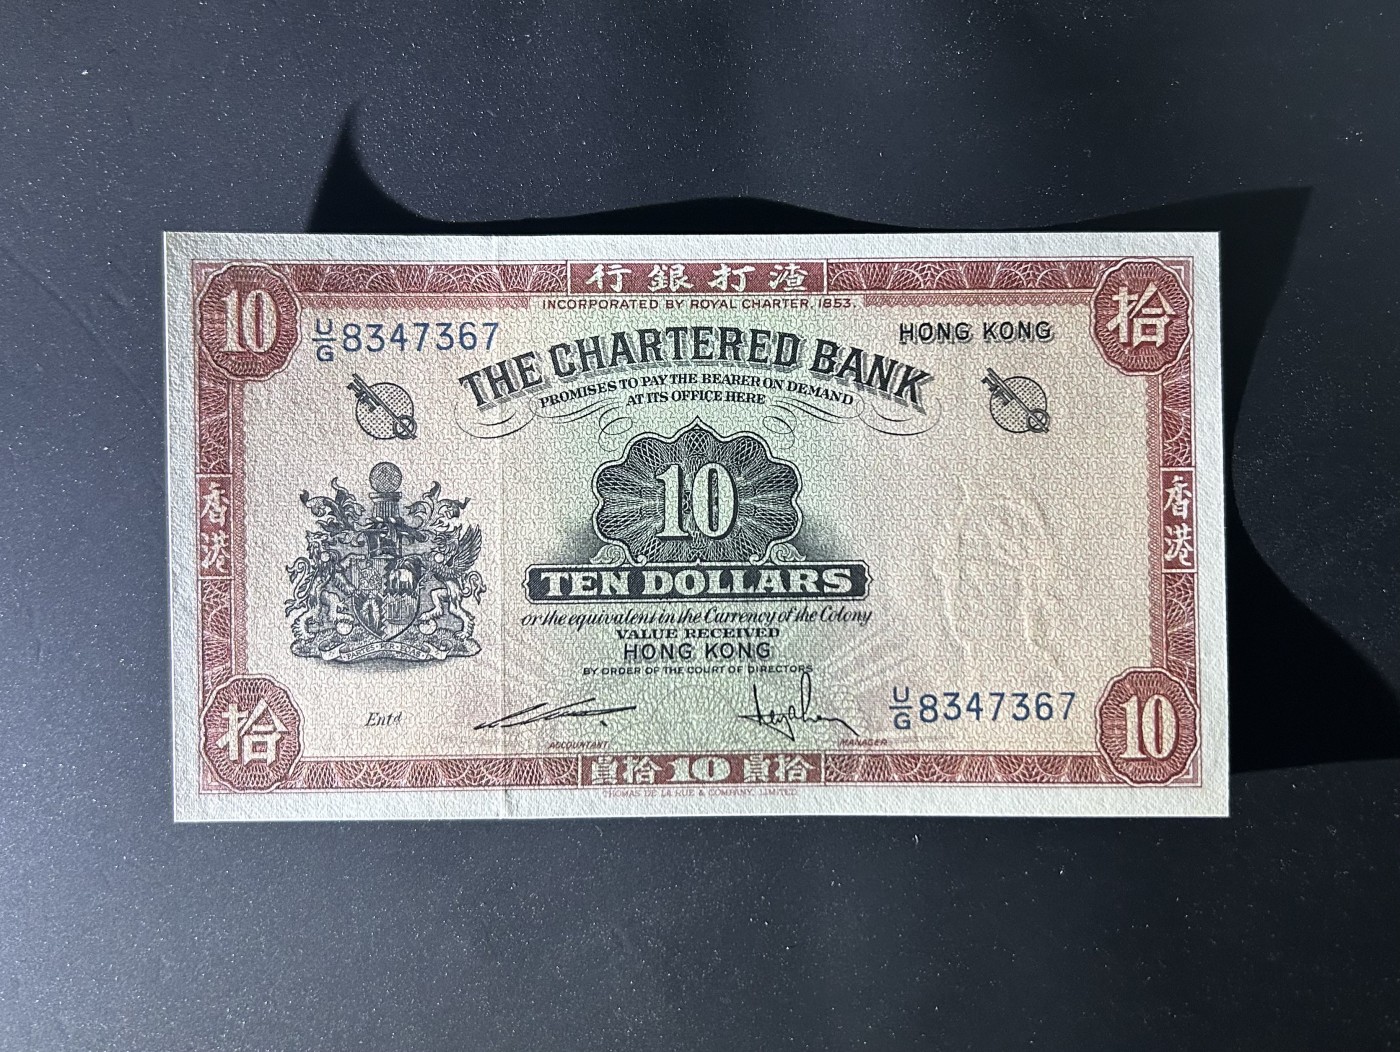 行銀打渣
INCORPORATED BY ROYAL CHARTER, 1853.
10
拾
U/G 8347367
HONG KONG
THE CHARTERED BANK
PROMISES TO PAY THE BEARER ON DEMAND
AT ITS OFFICE HERE
10
香港
香港
TEN DOLLARS
or the equivalent in the Currency of the Colony
VALUE RECEIVED
HONG KONG
BY ORDER OF THE COURT OF DIRECTORS
U/G 8347367
Entd
拾
10
ACCOUNTANT
MANAGER
員拾 10 員拾
THOMAS DE LA RUE & COMPANY, LIMITED